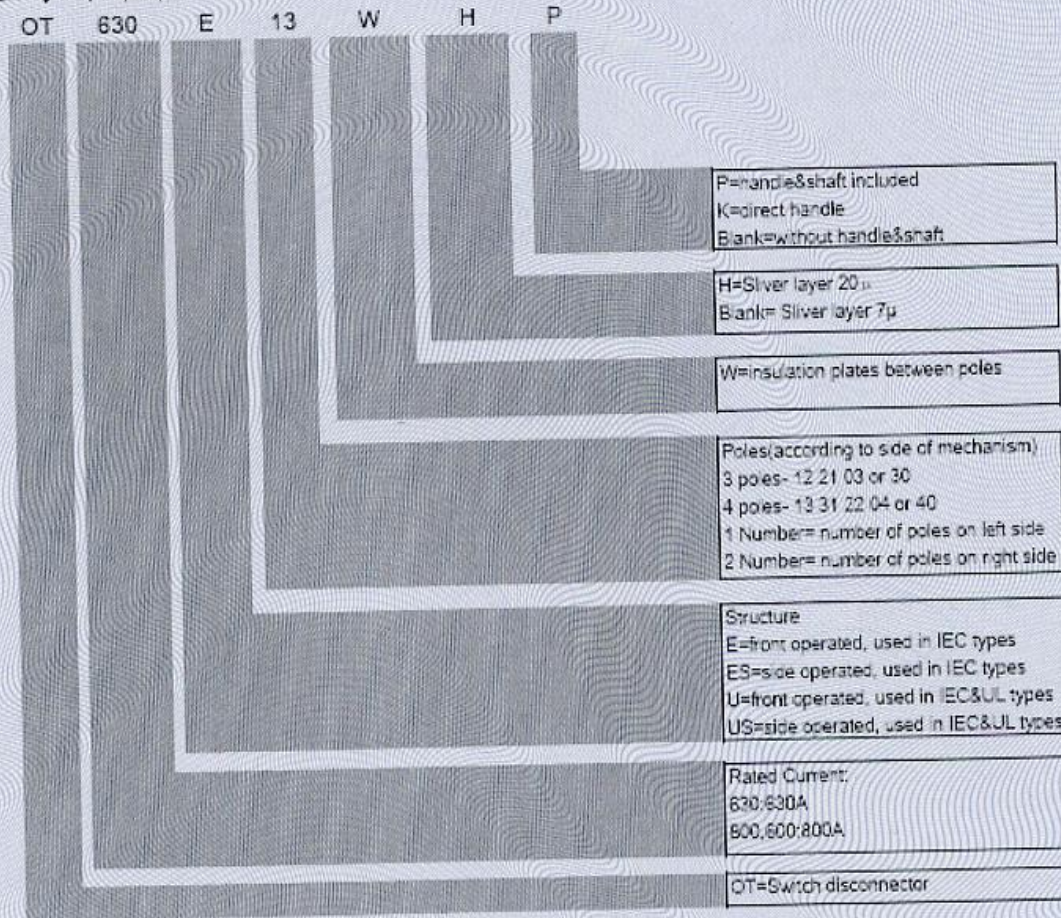 OT 630 E 13 W H P
P=handle&shaft included
K=direct handle
Blank=without handle&shaft
H=Sliver layer 20µ
Blank= Sliver layer 7µ
W=insulation plates between poles
Poles(according to side of mechanism)
3 poles- 12 21 03 or 30
4 poles- 13 31 22 04 or 40
1 Number= number of poles on left side
2 Number= number of poles on right side
Structure
E=front operated, used in IEC types
ES=side operated, used in IEC types
U=front operated, used in IEC&UL types
US=side operated, used in IEC&UL types
Rated Current:
630:630A
800,600:800A
OT=Switch disconnector